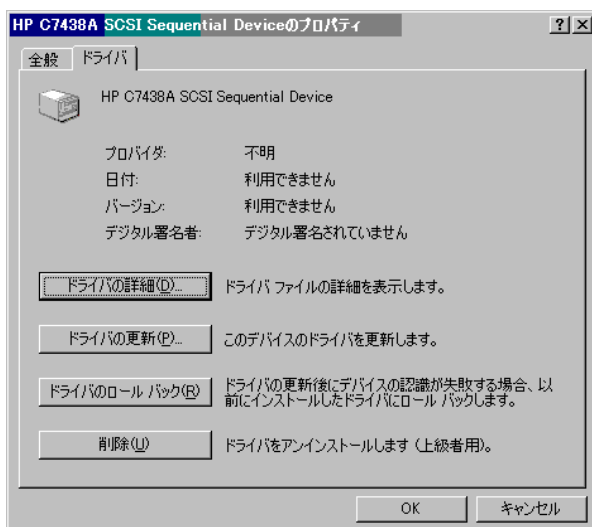 HP C7438A SCSI Sequential Deviceのプロパティ
全般 ドライバ
HP C7438A SCSI Sequential Device
プロバイダ: 不明
日付: 利用できません
バージョン: 利用できません
デジタル署名者: デジタル署名されていません
ドライバの詳細(D)... ドライバ ファイルの詳細を表示します。
ドライバの更新(P)... このデバイスのドライバを更新します。
ドライバのロール バック(R) ドライバの更新後にデバイスの認識が失敗する場合、以
前にインストールしたドライバにロール バックします。
削除(U) ドライバをアンインストールします (上級者用)。
OK キャンセル